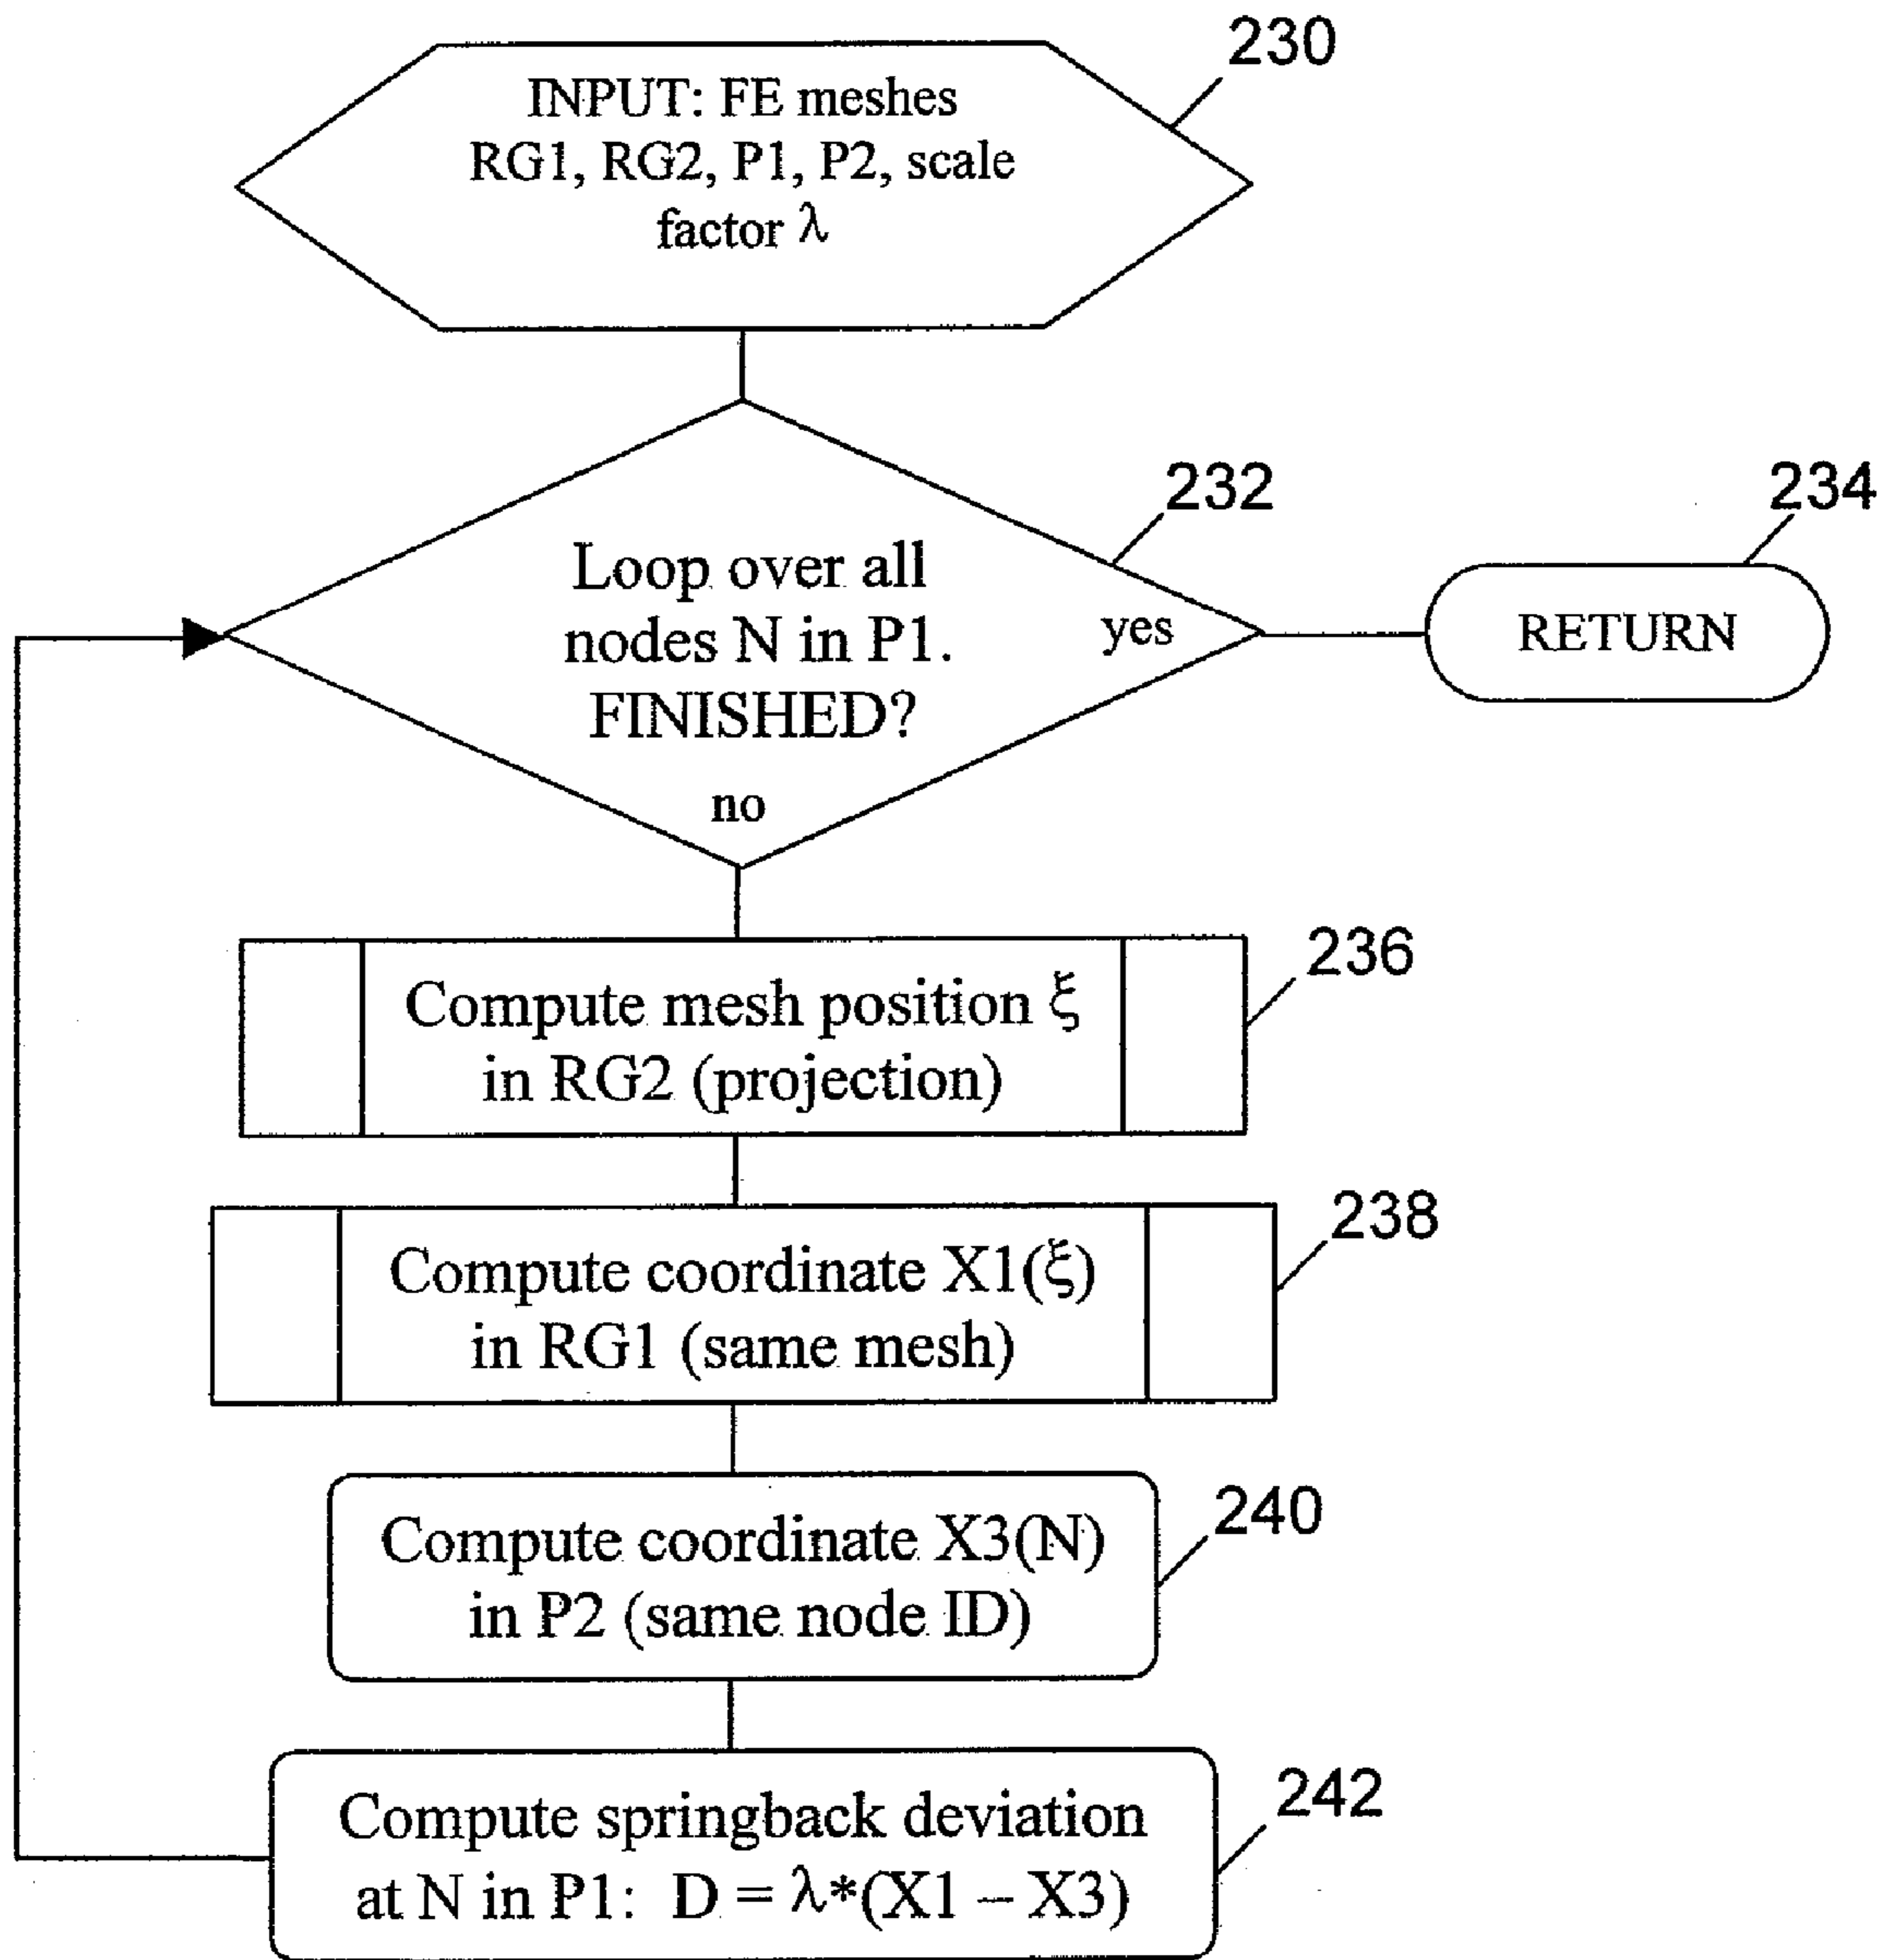 230
INPUT: FE meshes
RG1, RG2, P1, P2, scale
factor λ
232
234
Loop over all
nodes N in P1.
FINISHED?
yes
RETURN
no
236
Compute mesh position ξ
in RG2 (projection)
238
Compute coordinate X1(ξ)
in RG1 (same mesh)
240
Compute coordinate X3(N)
in P2 (same node ID)
242
Compute springback deviation
at N in P1: D = λ*(X1 – X3)